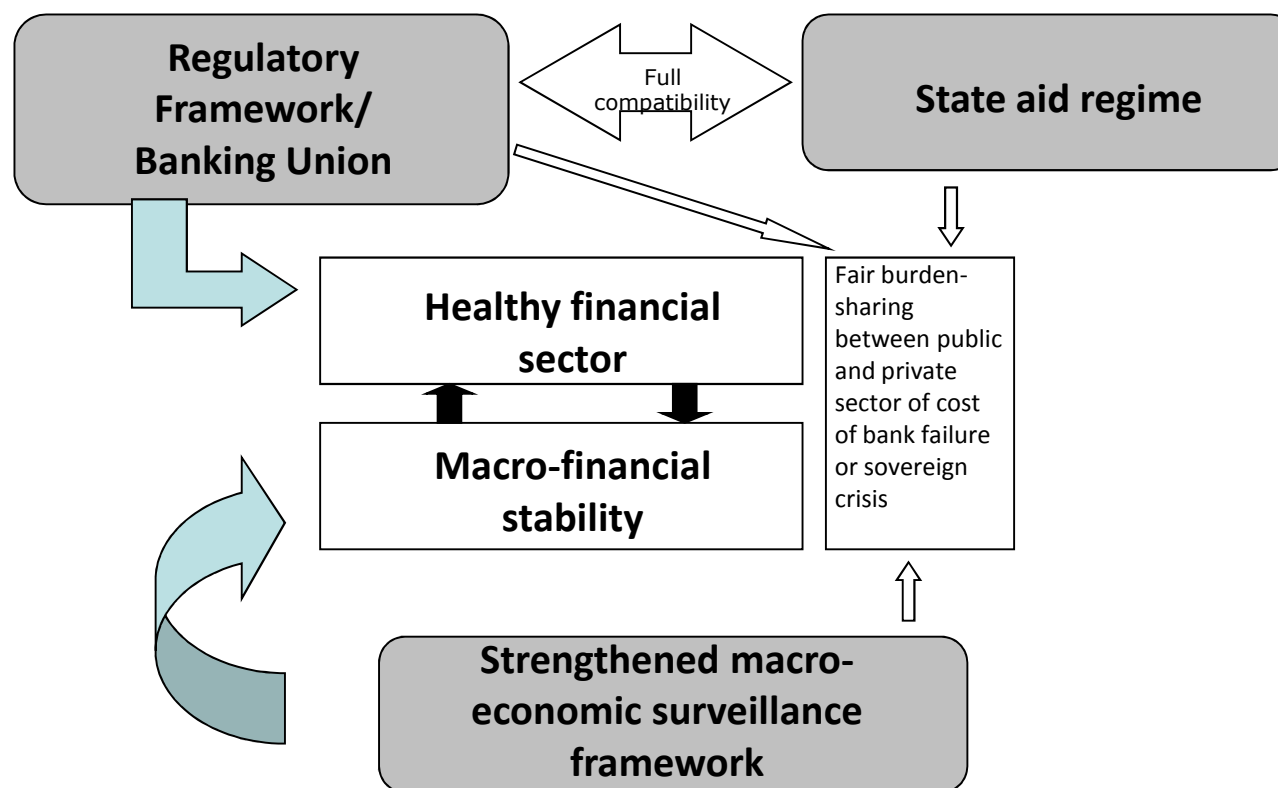 Regulatory
Framework/
Banking Union
Full
compatibility
State aid regime
Healthy financial
sector
Macro-financial
stability
Fair burden-
sharing
between public
and private
sector of cost
of bank failure
or sovereign
crisis
Strengthened macro-
economic surveillance
framework